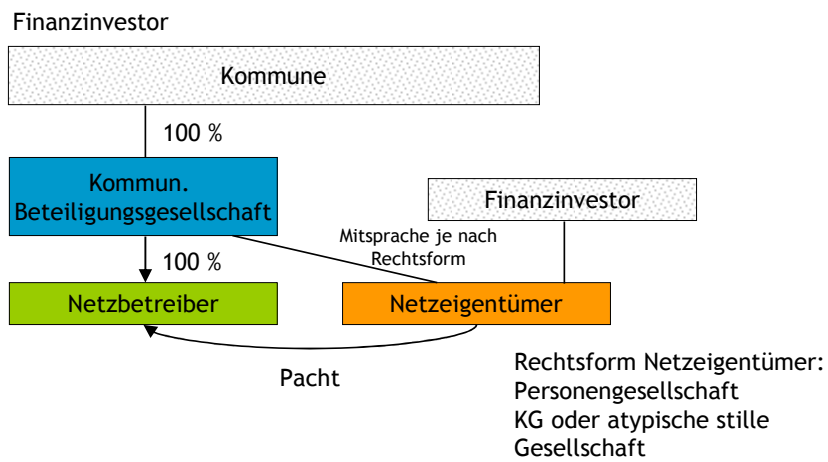 Finanzinvestor
Kommune
100 %
Kommun.
Beteiligungsgesellschaft
Finanzinvestor
Mitsprache je nach
Rechtsform
100 %
Netzbetreiber
Netzeigentümer
Pacht
Rechtsform Netzeigentümer:
Personengesellschaft
KG oder atypische stille
Gesellschaft